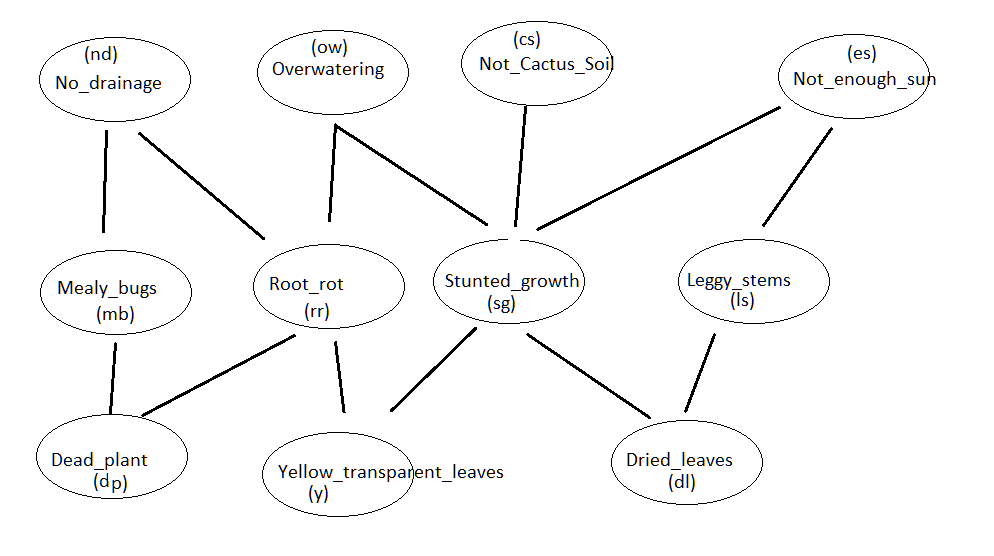 (nd)
No_drainage
(ow)
Overwatering
(cs)
Not_Cactus_Soil
(es)
Not_enough_sun
Mealy_bugs
(mb)
Root_rot
(rr)
Stunted_growth
(sg)
Leggy_stems
(ls)
Dead_plant
(dp)
Yellow_transparent_leaves
(y)
Dried_leaves
(dl)